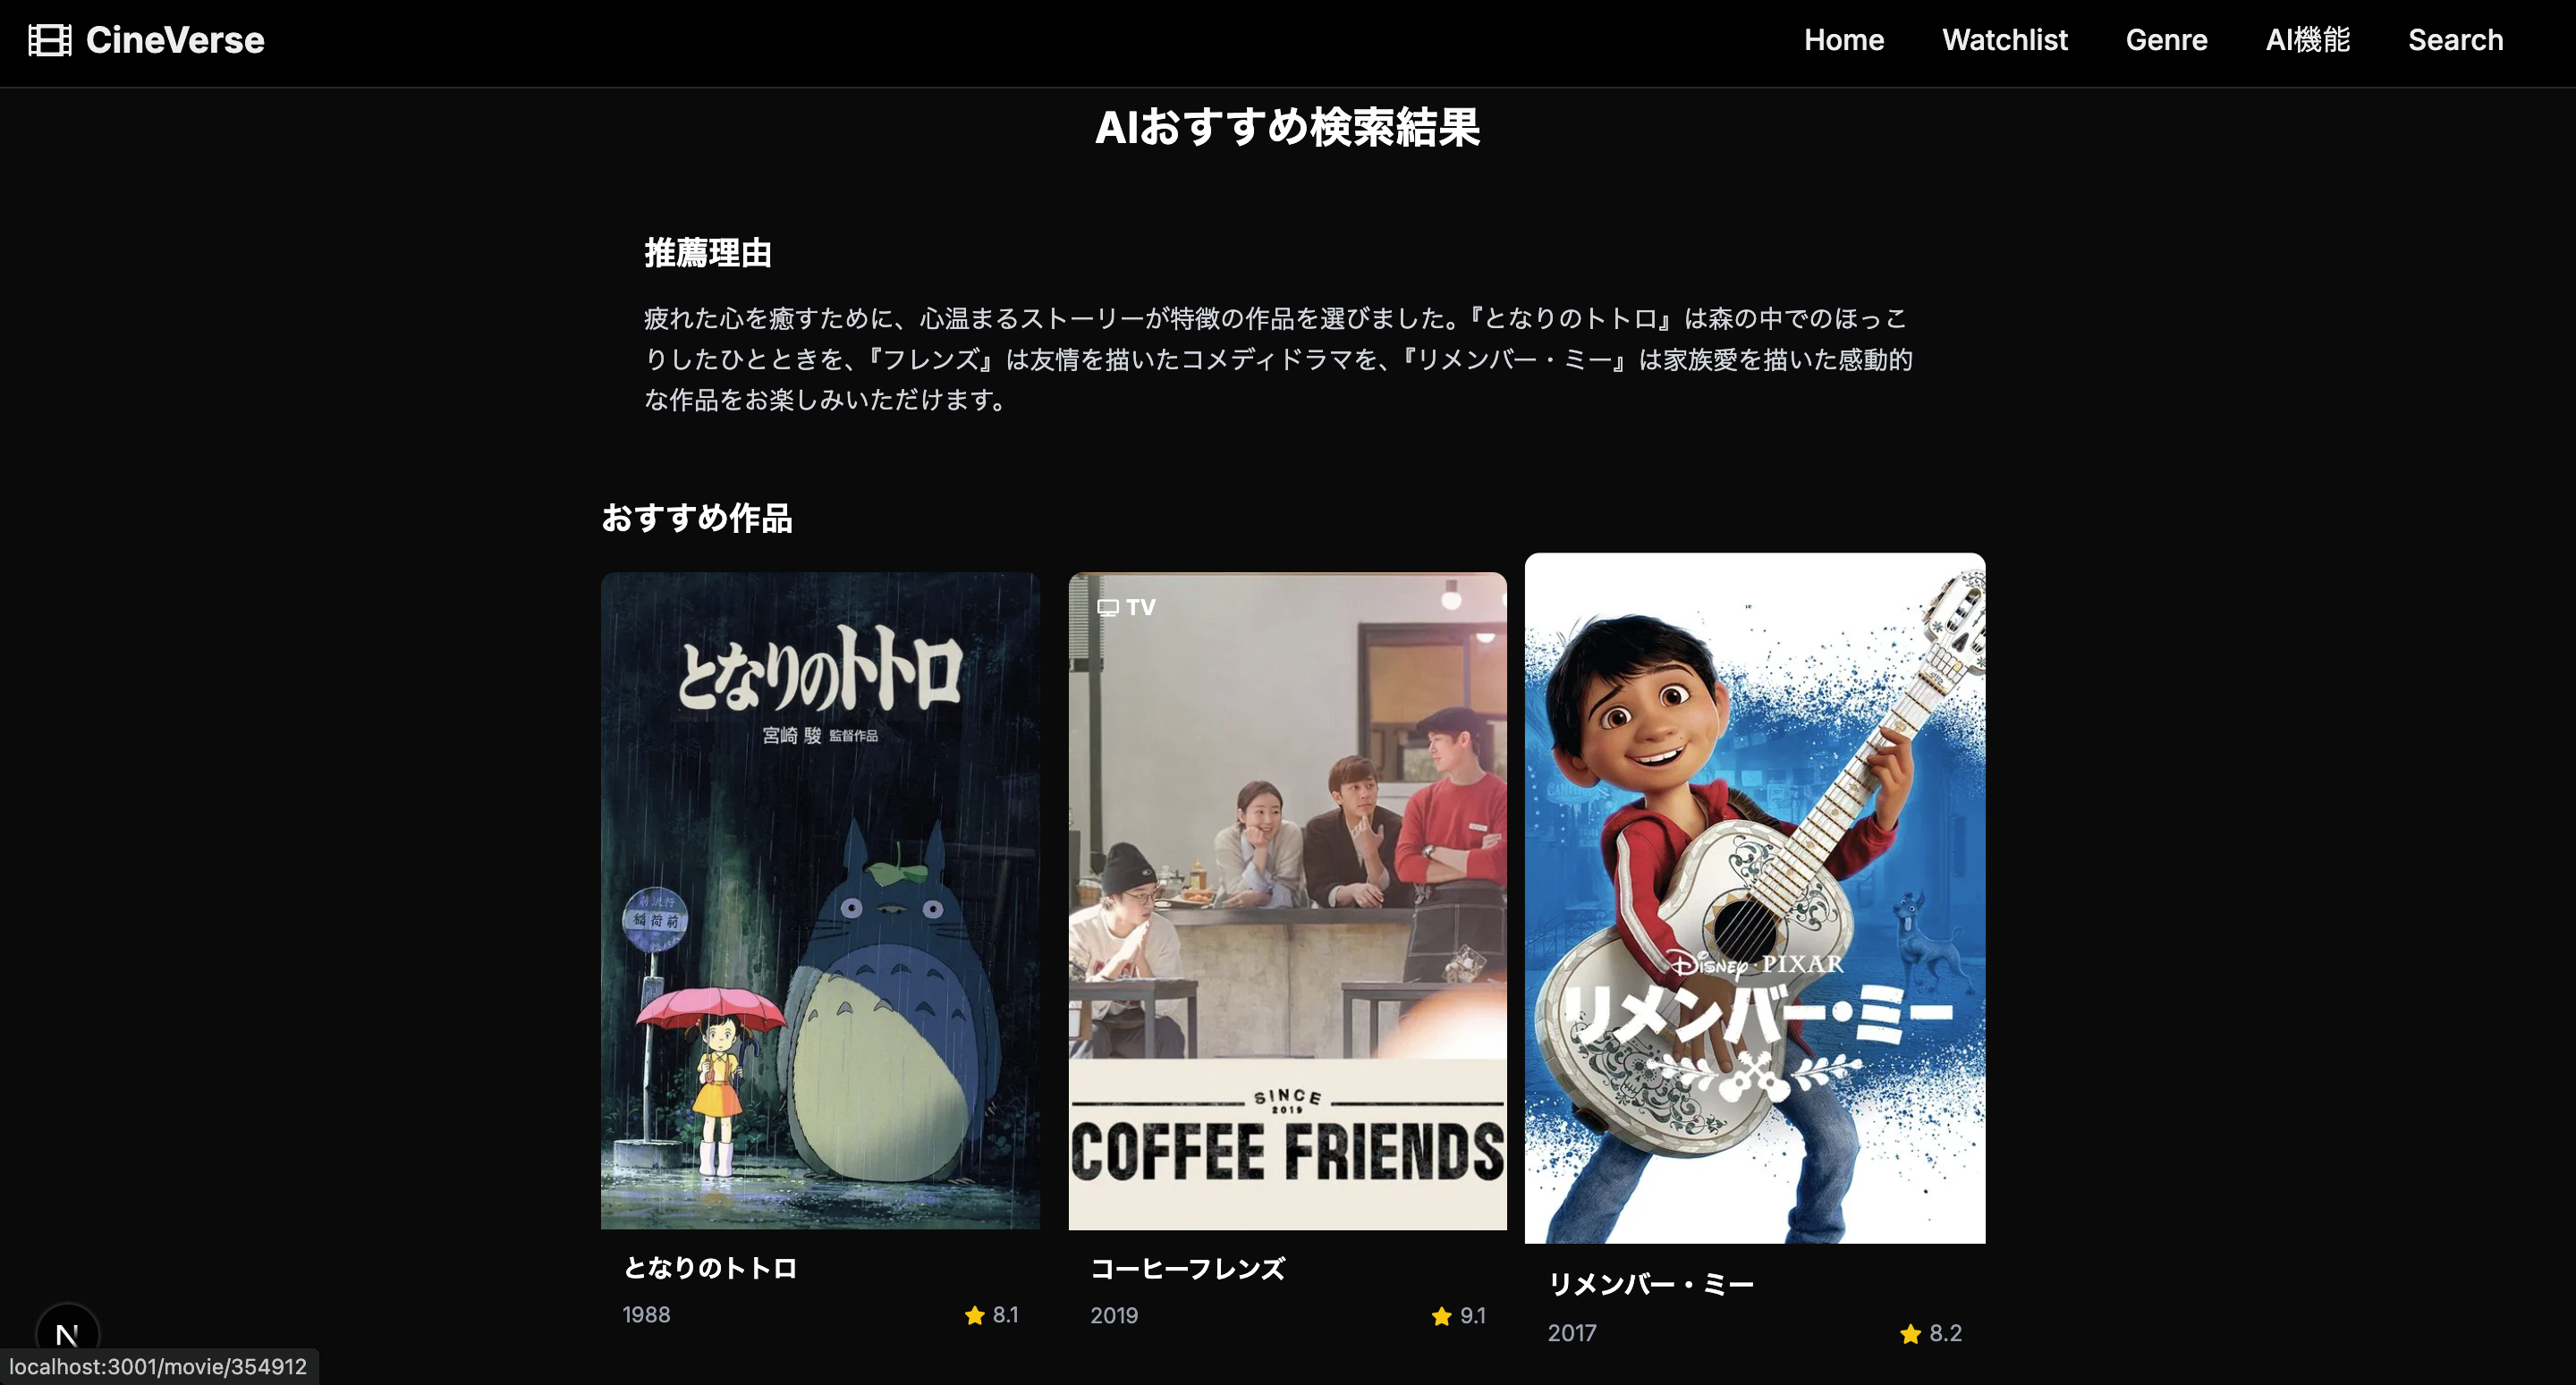 CineVerse
Home Watchlist Genre AI機能 Search
AIおすすめ検索結果
推薦理由
疲れた心を癒すために、心温まるストーリーが特徴の作品を選びました。『となりのトトロ』は森の中でのほっこ
りしたひとときを、『フレンズ』は友情を描いたコメディドラマを、『リメンバー・ミー』は家族愛を描いた感動的
な作品をお楽しみいただけます。
おすすめ作品
となりのトトロ
宮崎 駿 監督作品
稲荷前
となりのトトロ
1988
8.1
TV
SINCE
2019
COFFEE FRIENDS
コーヒーフレンズ
2019
9.1
Disney · PIXAR
リメンバー・ミー
リメンバー・ミー
2017
8.2
N
localhost:3001/movie/354912